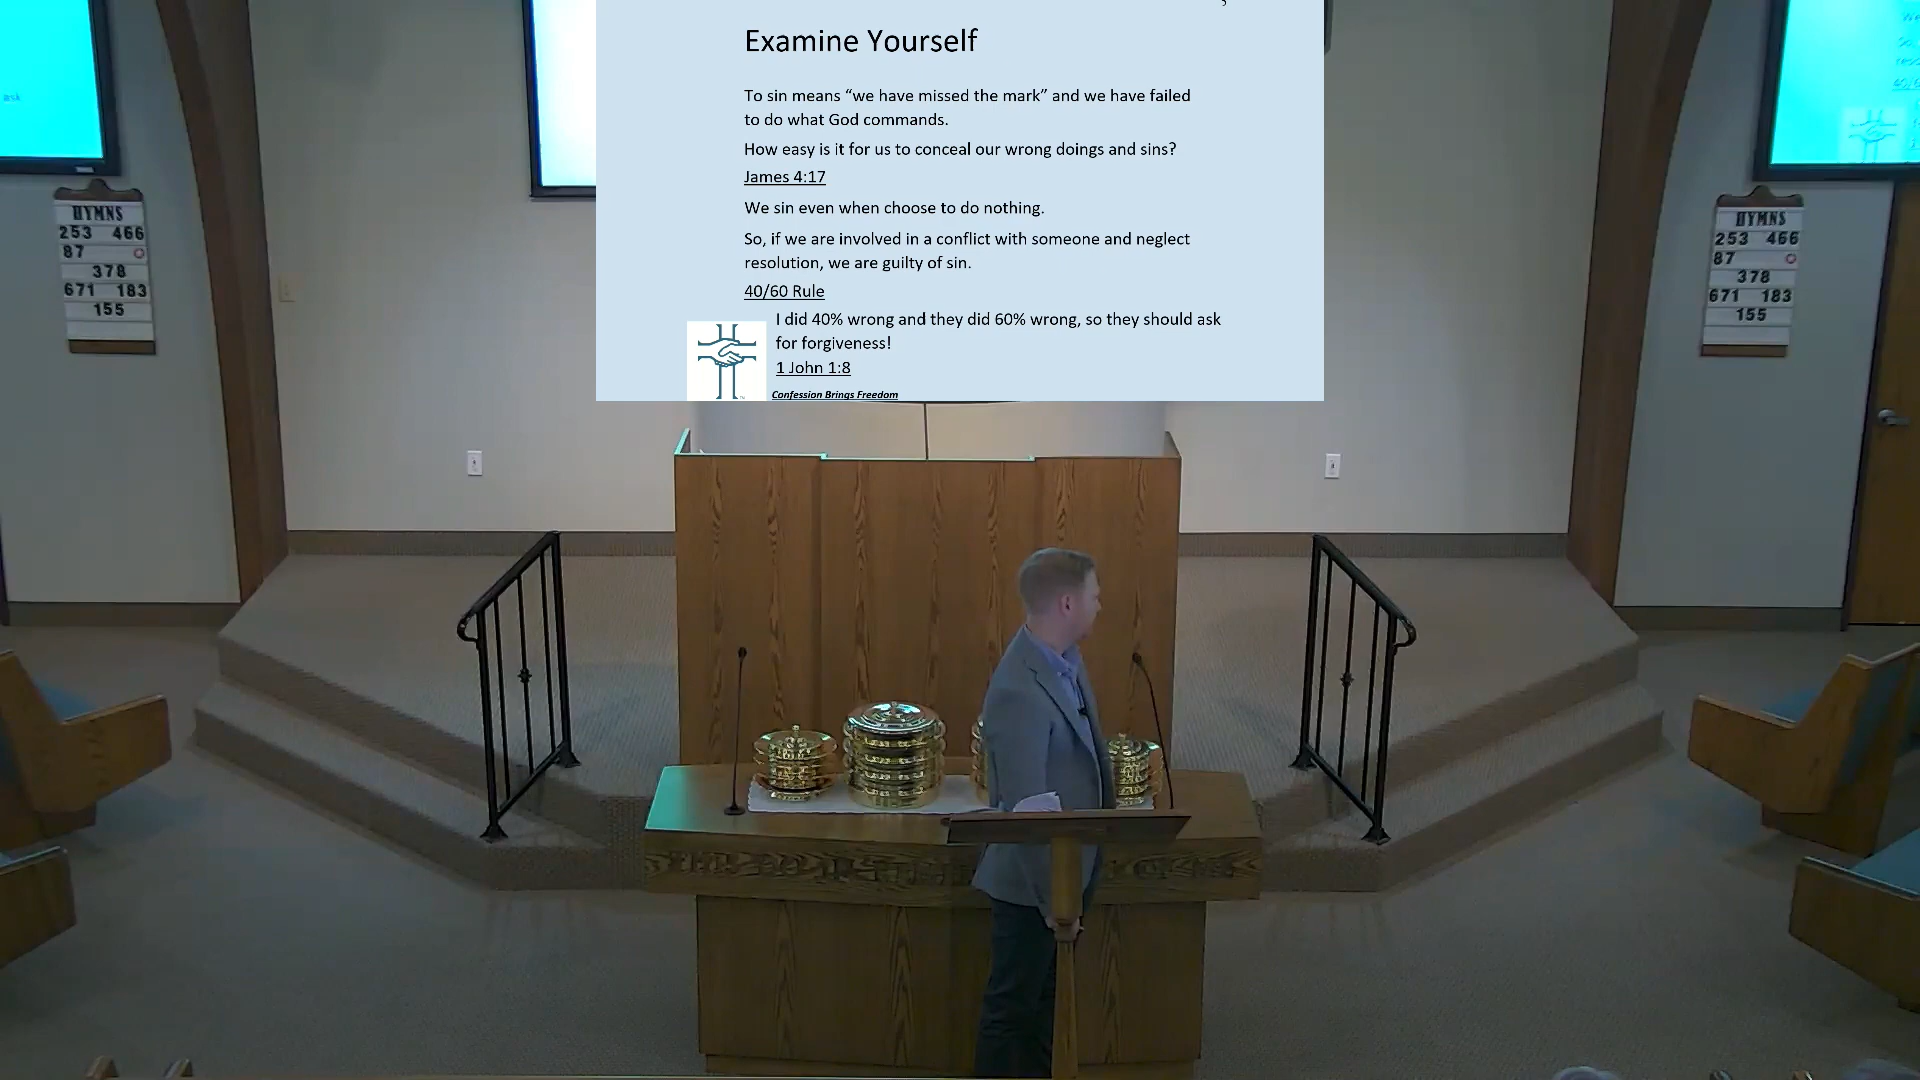 Examine Yourself
To sin means “we have missed the mark” and we have failed
to do what God commands.
How easy is it for us to conceal our wrong doings and sins?
James 4:17
We sin even when choose to do nothing.
So, if we are involved in a conflict with someone and neglect
resolution, we are guilty of sin.
40/60 Rule
I did 40% wrong and they did 60% wrong, so they should ask
for forgiveness!
1 John 1:8
Confession Brings Freedom
ask
HYMNS
253 466
87
378
671 183
155
HYMNS
253 466
87
378
671 183
155